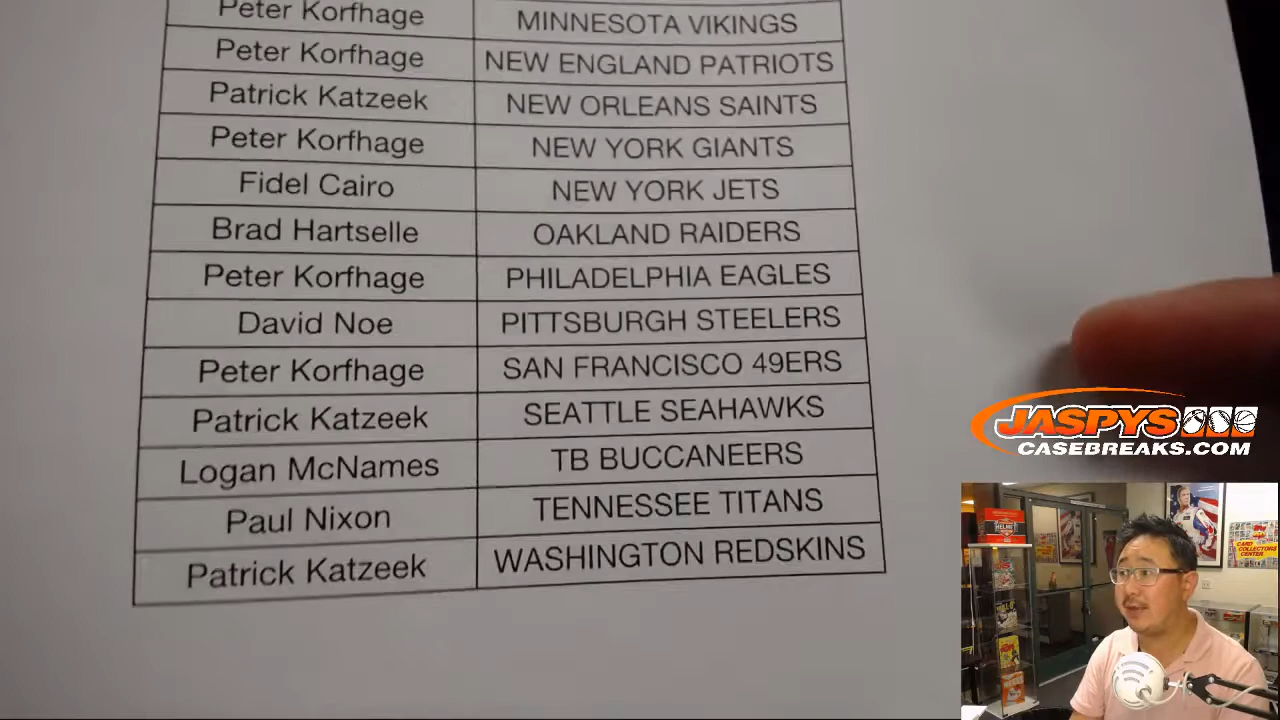 Peter Korfhage MINNESOTA VIKINGS
Peter Korfhage NEW ENGLAND PATRIOTS
Patrick Katzeek NEW ORLEANS SAINTS
Peter Korfhage NEW YORK GIANTS
Fidel Cairo NEW YORK JETS
Brad Hartselle OAKLAND RAIDERS
Peter Korfhage PHILADELPHIA EAGLES
David Noe PITTSBURGH STEELERS
Peter Korfhage SAN FRANCISCO 49ERS
Patrick Katzeek SEATTLE SEAHAWKS
Logan McNames TB BUCCANEERS
Paul Nixon TENNESSEE TITANS
Patrick Katzeek WASHINGTON REDSKINS
JASPYS
CASEBREAKS.COM
CARD
COLLECTORS
CENTER